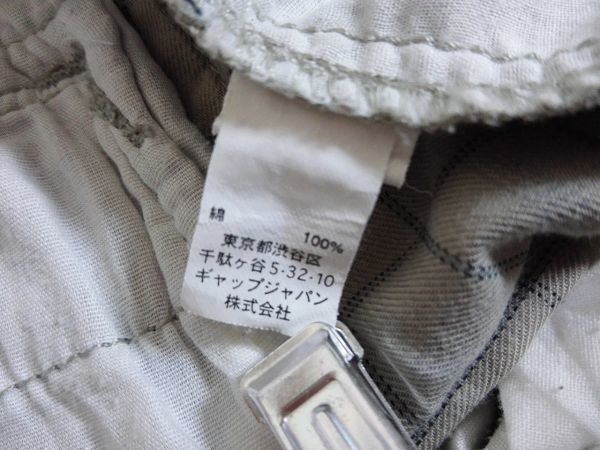 綿 100%
東京都渋谷区
千駄ヶ谷5-32-10
ギャップジャパン
株式会社